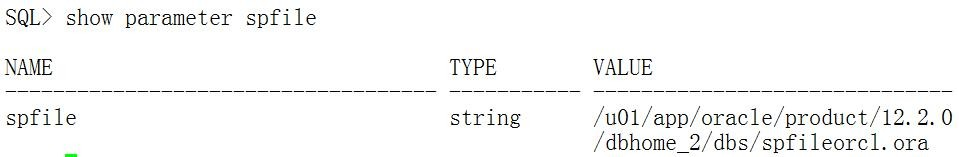 SQL> show parameter spfile
NAME                                 TYPE        VALUE
------------------------------------ ----------- ------------------------------
spfile                               string      /u01/app/oracle/product/12.2.0
                                                 /dbhome_2/dbs/spfileorcl.ora